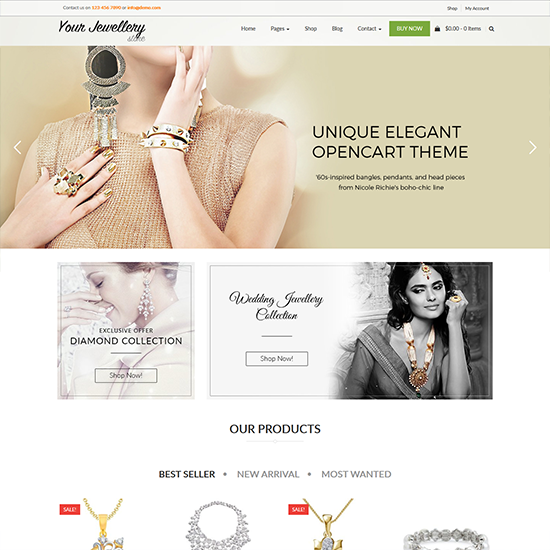 Contact us on 123 456 7890 or info@demo.com
Shop
My Account
Your Jewellery
store
Home
Pages
Shop
Blog
Contact
BUY NOW
$0.00 - 0 Items
UNIQUE ELEGANT
OPENCART THEME
'60s-inspired bangles, pendants, and head pieces
from Nicole Richie's boho-chic line
EXCLUSIVE OFFER
DIAMOND COLLECTION
Shop Now!
Wedding Jewellery
Collection
Shop Now!
OUR PRODUCTS
BEST SELLER
NEW ARRIVAL
MOST WANTED
SALE!
SALE!